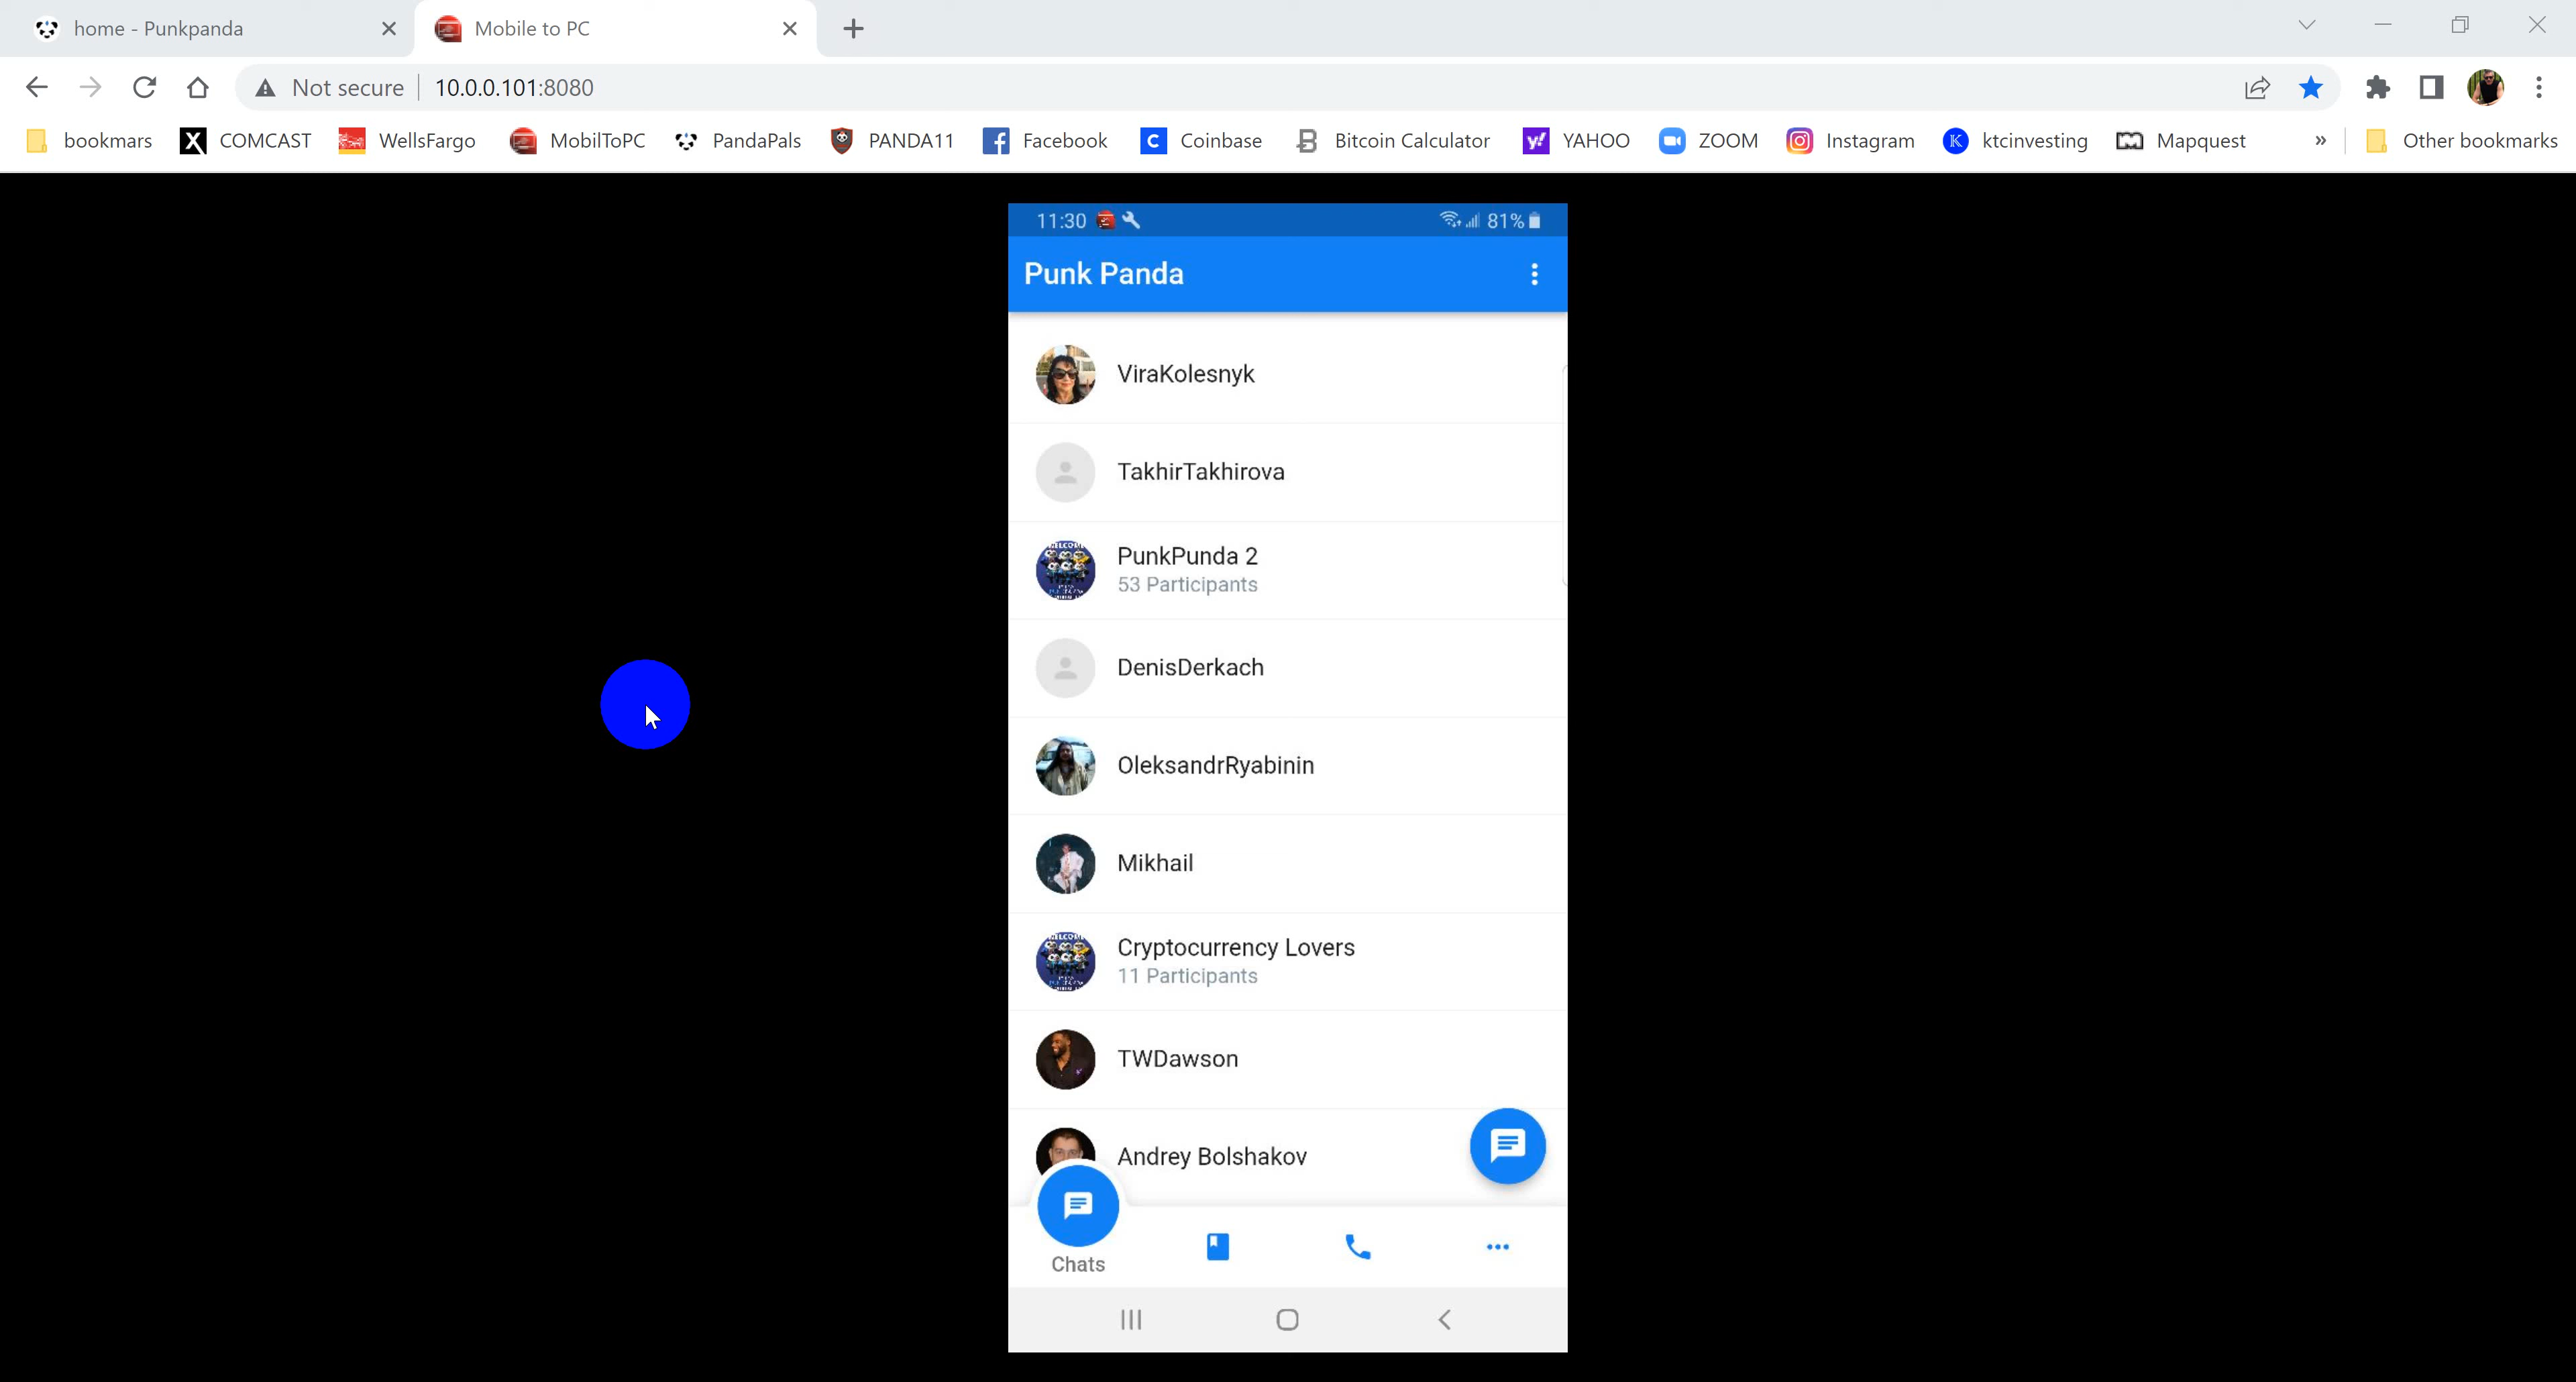 home - Punkpanda
Mobile to PC
Not secure
10.0.0.101:8080
bookmars
COMCAST
WellsFargo
MobilToPC
PandaPals
PANDA11
Facebook
Coinbase
Bitcoin Calculator
YAHOO
ZOOM
Instagram
ktcinvesting
Mapquest
»
Other bookmarks
11:30
81%
Punk Panda
ViraKolesnyk
TakhirTakhirova
PunkPunda 2
53 Participants
DenisDerkach
OleksandrRyabinin
Mikhail
Cryptocurrency Lovers
11 Participants
TWDawson
Andrey Bolshakov
Chats